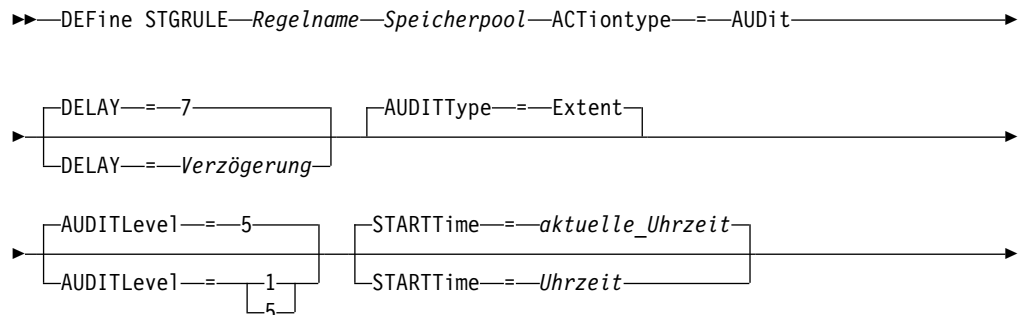 DEFine STGRULE Regelname Speicherpool ACTiontype = AUDit
DELAY = 7
AUDITType = Extent
DELAY = Verzögerung
AUDITLevel = 5
STARTTime = aktuelle_Uhrzeit
AUDITLevel = 1
STARTTime = Uhrzeit
5